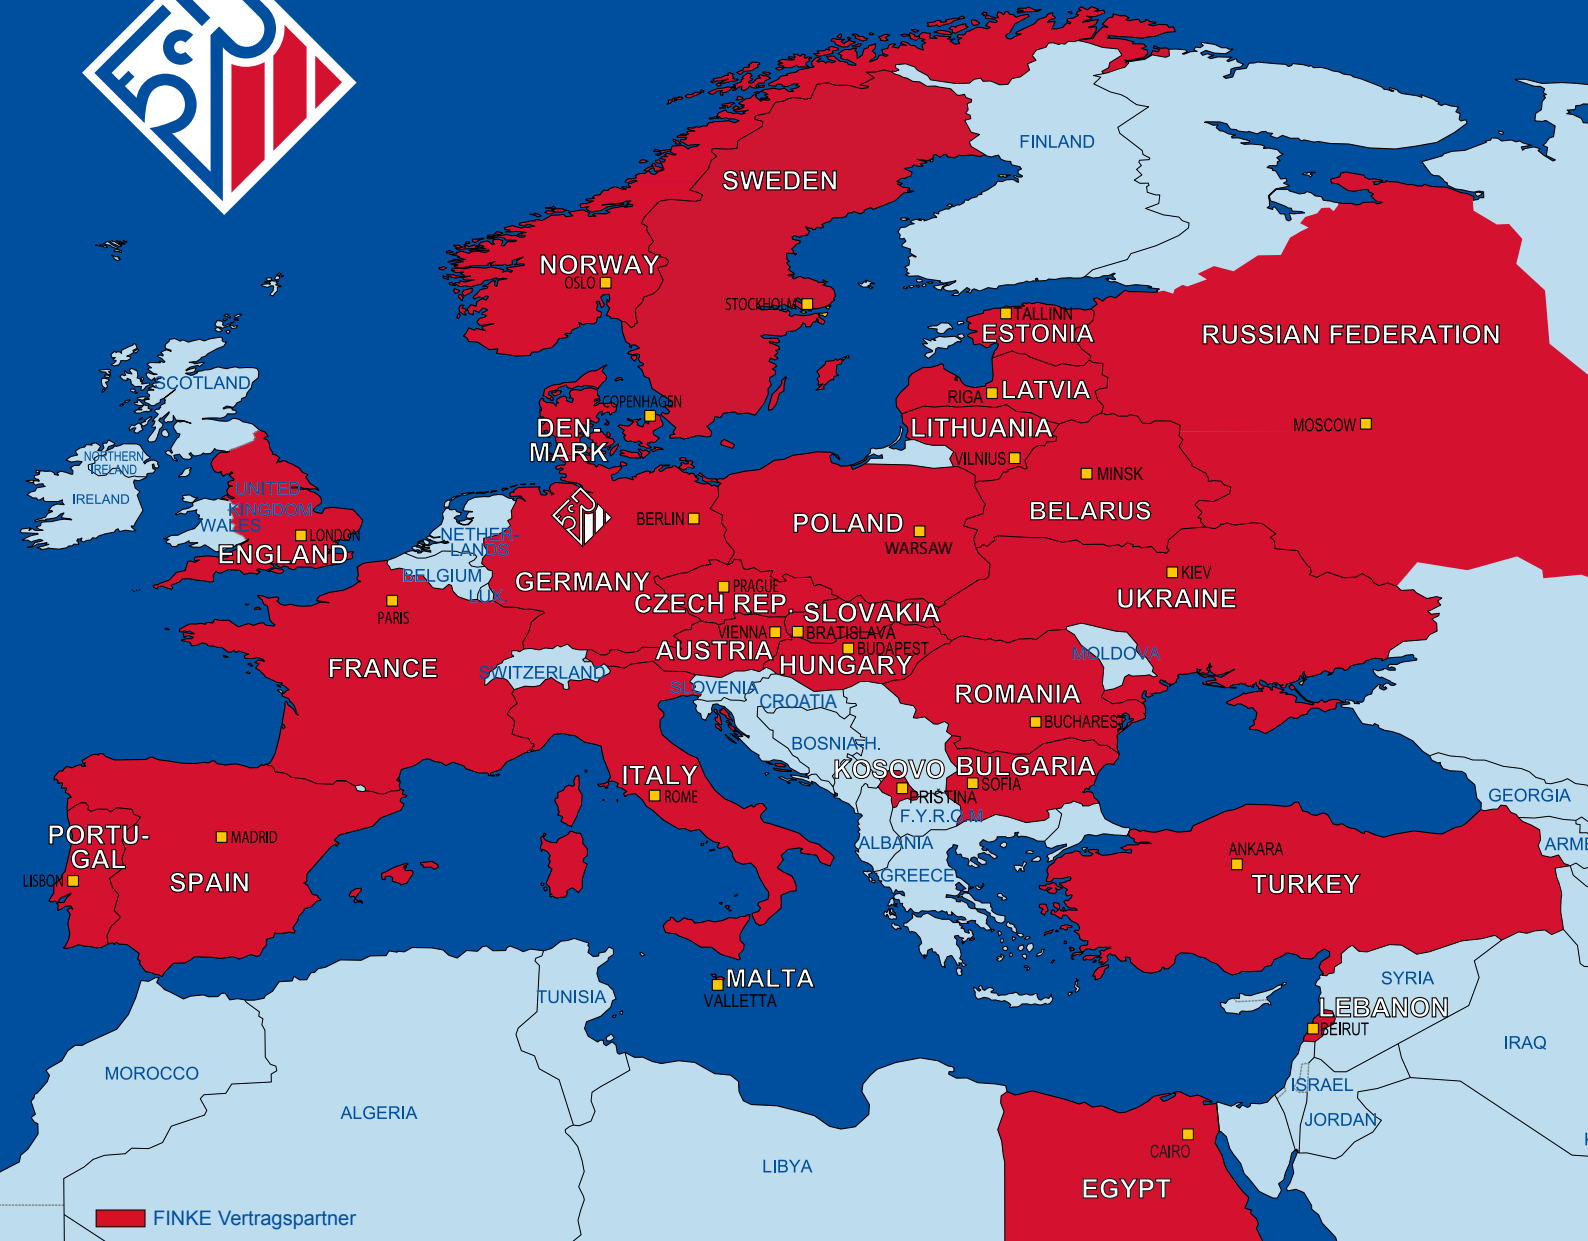 FINLAND
SWEDEN
NORWAY
OSLO
STOCKHOLM
TALLINN
ESTONIA
RUSSIAN FEDERATION
SCOTLAND
COPENHAGEN
RIGA
LATVIA
DEN-
MARK
LITHUANIA
MOSCOW
NORTHERN
IRELAND
VILNIUS
MINSK
IRELAND
UNITED
KINGDOM
WALES
LONDON
ENGLAND
NETHER-
LANDS
BERLIN
POLAND
WARSAW
BELARUS
BELGIUM
LUX.
GERMANY
PRAGUE
CZECH REP.
SLOVAKIA
KIEV
UKRAINE
PARIS
VIENNA
BRATISLAVA
AUSTRIA
BUDAPEST
HUNGARY
MOLDOVA
FRANCE
SWITZERLAND
SLOVENIA
CROATIA
ROMANIA
BUCHAREST
BOSNIA-H.
KOSOVO
BULGARIA
ITALY
ROME
PRIŠTINA
SOFIA
F.Y.R.O.M
GEORGIA
PORTU-
GAL
MADRID
LISBON
SPAIN
ALBANIA
GREECE
ANKARA
TURKEY
ARME
MALTA
VALLETTA
TUNISIA
SYRIA
LEBANON
BEIRUT
IRAQ
MOROCCO
ALGERIA
ISRAEL
JORDAN
LIBYA
CAIRO
EGYPT
FINKE Vertragspartner